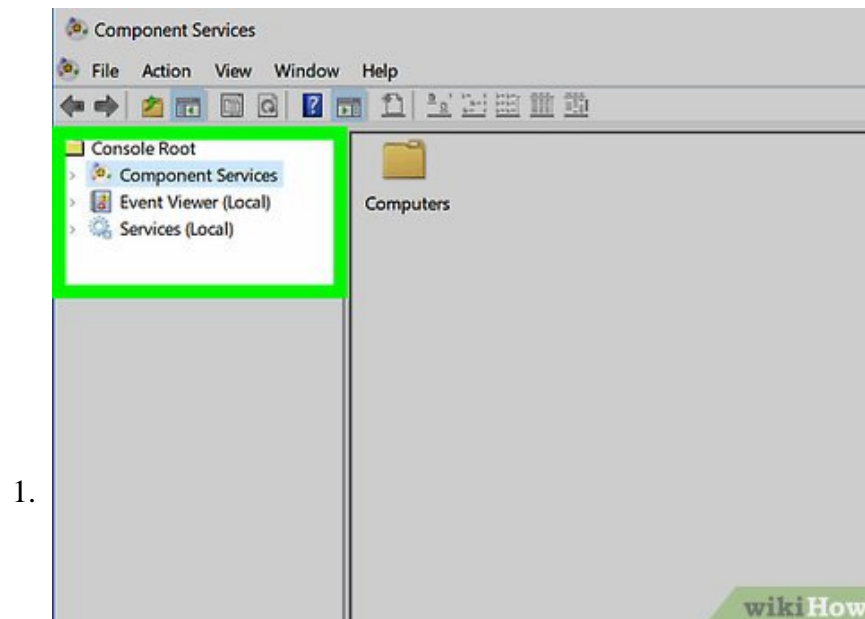 Component Services
File Action View Window Help
Console Root
Component Services
Event Viewer (Local)
Services (Local)
Computers
1.
wikiHow